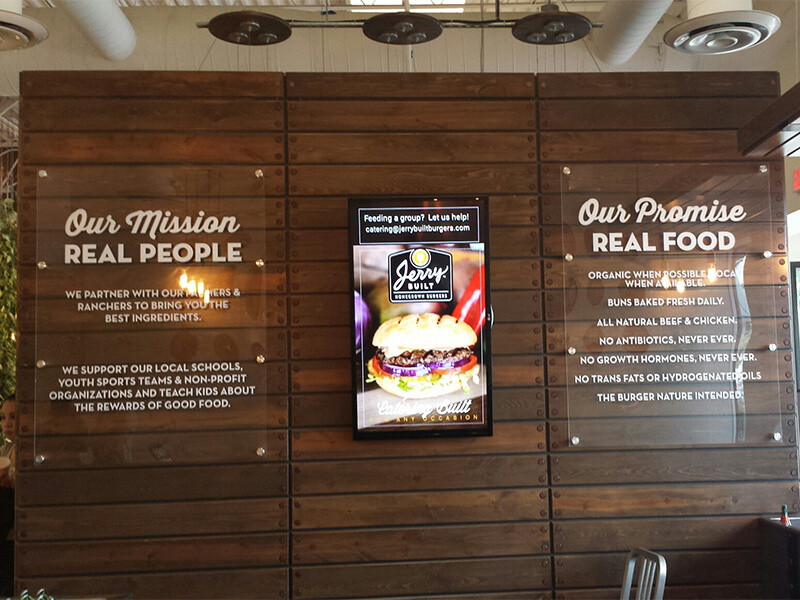 Our Mission
REAL PEOPLE
WE PARTNER WITH OUR FARMERS &
RANCHERS TO BRING YOU THE
BEST INGREDIENTS.
WE SUPPORT OUR LOCAL SCHOOLS,
YOUTH SPORTS TEAMS & NON-PROFIT
ORGANIZATIONS AND TEACH KIDS ABOUT
THE REWARDS OF GOOD FOOD.
Feeding a group? Let us help!
catering@jerrybuiltburgers.com
Jerry
BUILT
HOMEGROWN BURGERS
Catering Built
ANY OCCASION
Our Promise
REAL FOOD
ORGANIC WHEN POSSIBLE, LOCAL
WHEN AVAILABLE.
BUNS BAKED FRESH DAILY.
ALL NATURAL BEEF & CHICKEN.
NO ANTIBIOTICS, NEVER EVER.
NO GROWTH HORMONES, NEVER EVER.
NO TRANS FATS OR HYDROGENATED OILS
THE BURGER NATURE INTENDED.